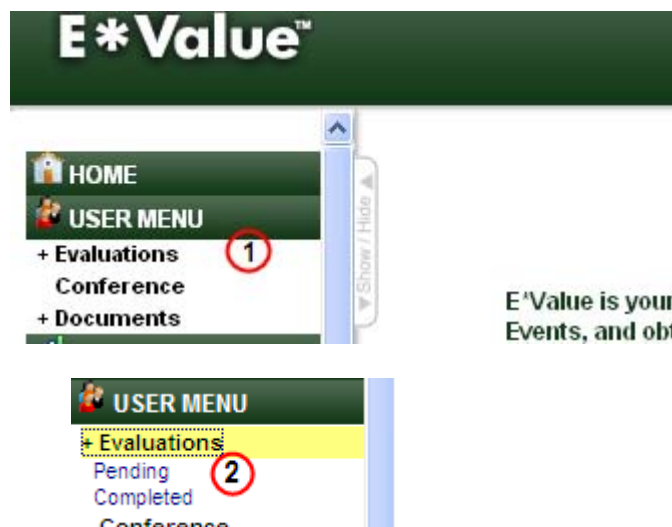 E*Value™
HOME
USER MENU
+ Evaluations
1
Conference
+ Documents
▼Show / Hide▲
E*Value is your
Events, and obt
USER MENU
+ Evaluations
Pending
2
Completed
Conference